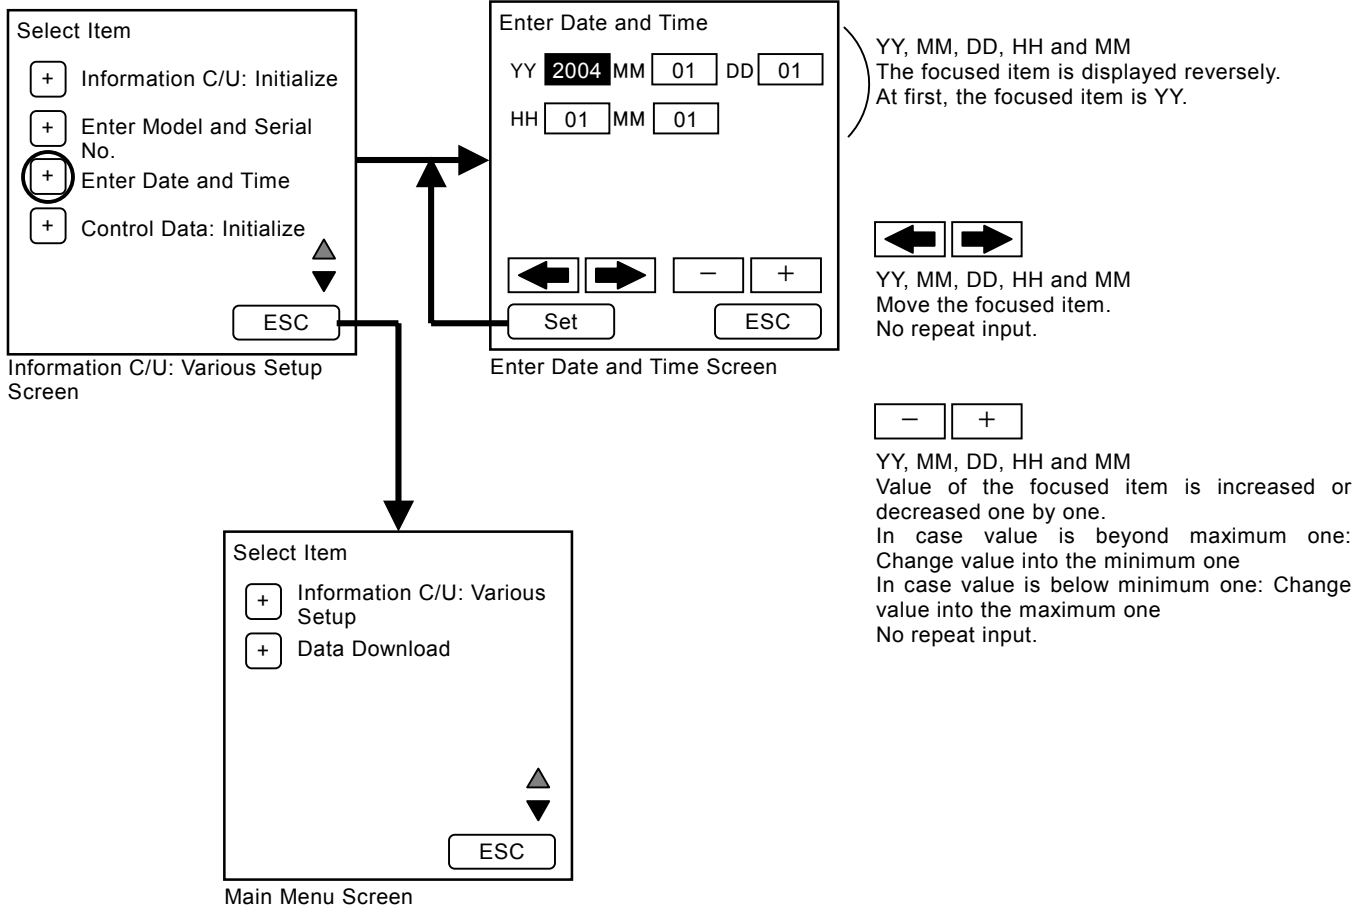 Select Item
+ Information C/U: Initialize
+ Enter Model and Serial
No.
+ Enter Date and Time
+ Control Data: Initialize
ESC
Information C/U: Various Setup
Screen
Enter Date and Time
YY 2004 MM 01 DD 01
HH 01 MM 01
− +
Set ESC
Enter Date and Time Screen
YY, MM, DD, HH and MM
The focused item is displayed reversely.
At first, the focused item is YY.
YY, MM, DD, HH and MM
Move the focused item.
No repeat input.
− +
YY, MM, DD, HH and MM
Value of the focused item is increased or
decreased one by one.
In case value is beyond maximum one:
Change value into the minimum one
In case value is below minimum one: Change
value into the maximum one
No repeat input.
Select Item
+ Information C/U: Various
Setup
+ Data Download
ESC
Main Menu Screen